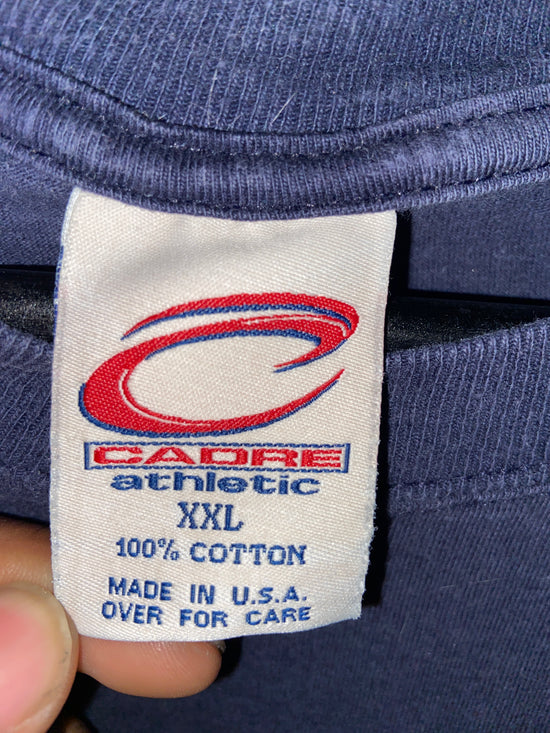 CADRE
athletic
XXL
100% COTTON
MADE IN U.S.A.
OVER FOR CARE